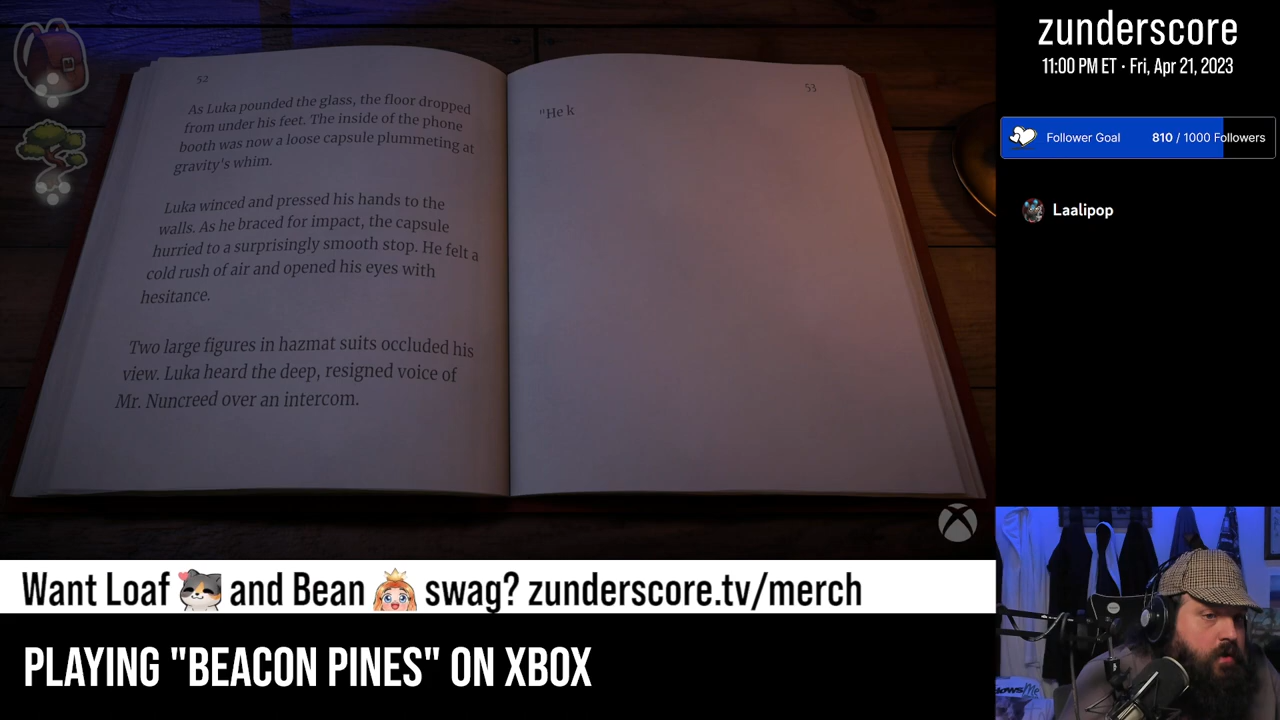 52
As Luka pounded the glass, the floor dropped
from under his feet. The inside of the phone
booth was now a loose capsule plummeting at
gravity's whim.
Luka winced and pressed his hands to the
walls. As he braced for impact, the capsule
hurried to a surprisingly smooth stop. He felt a
cold rush of air and opened his eyes with
hesitance.
Two large figures in hazmat suits occluded his
view. Luka heard the deep, resigned voice of
Mr. Nuncreed over an intercom.
53
"He k
zunderscore
11:00 PM ET • Fri, Apr 21, 2023
Follower Goal 810 / 1000 Followers
Laalipop
Want Loaf and Bean swag? zunderscore.tv/merch
PLAYING "BEACON PINES" ON XBOX